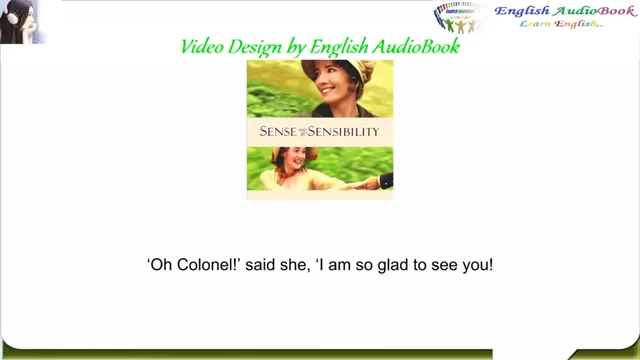 English AudioBook
Learn English...
Video Design by English AudioBook
SENSE AND SENSIBILITY
‘Oh Colonel!’ said she, ‘I am so glad to see you!